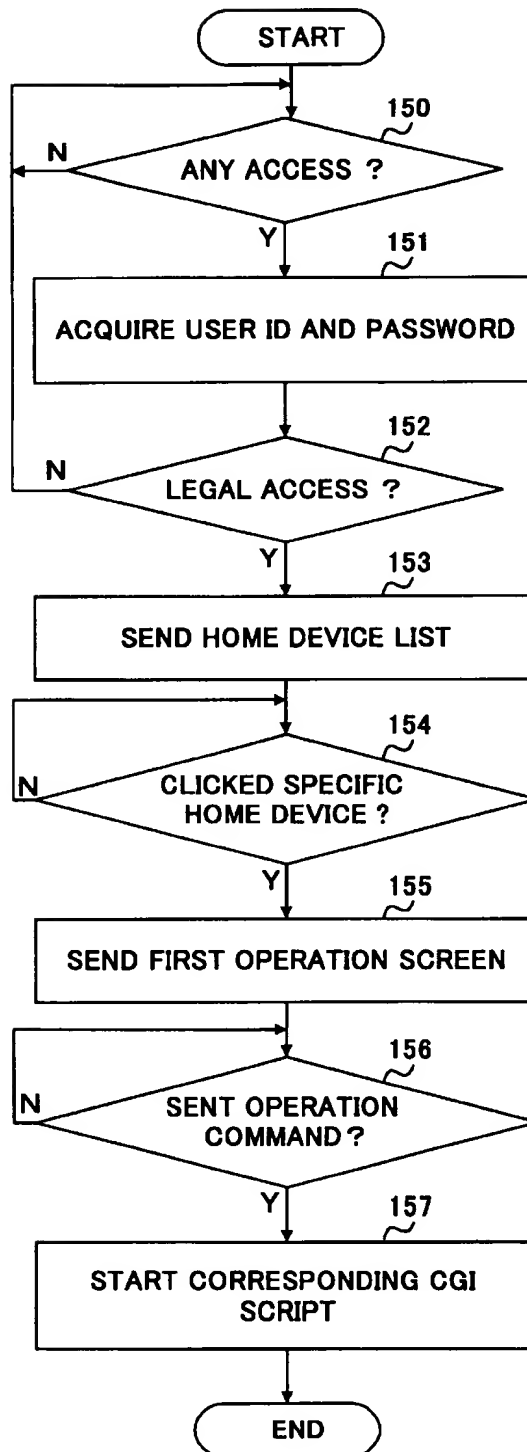 START
150
N
ANY ACCESS ?
Y
151
ACQUIRE USER ID AND PASSWORD
152
N
LEGAL ACCESS ?
Y
153
SEND HOME DEVICE LIST
154
N
CLICKED SPECIFIC
HOME DEVICE ?
Y
155
SEND FIRST OPERATION SCREEN
156
N
SENT OPERATION
COMMAND ?
Y
157
START CORRESPONDING CGI
SCRIPT
END